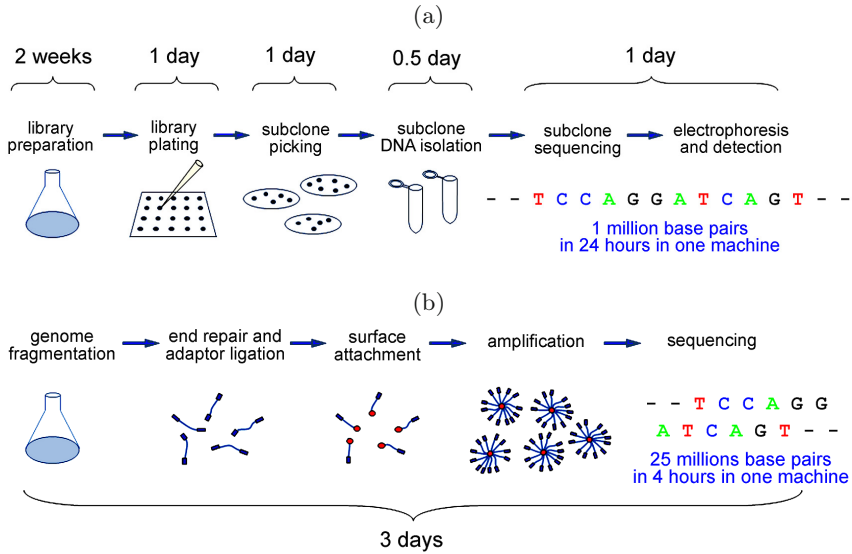 (a)
2 weeks
1 day
1 day
0.5 day
1 day
library
preparation
library
plating
subclone
picking
subclone
DNA isolation
subclone
sequencing
electrophoresis
and detection
- - T C C A G G A T C A G T - -
1 million base pairs
in 24 hours in one machine
(b)
genome
fragmentation
end repair and
adaptor ligation
surface
attachment
amplification
sequencing
- - T C C A G G
A T C A G T - -
25 millions base pairs
in 4 hours in one machine
3 days